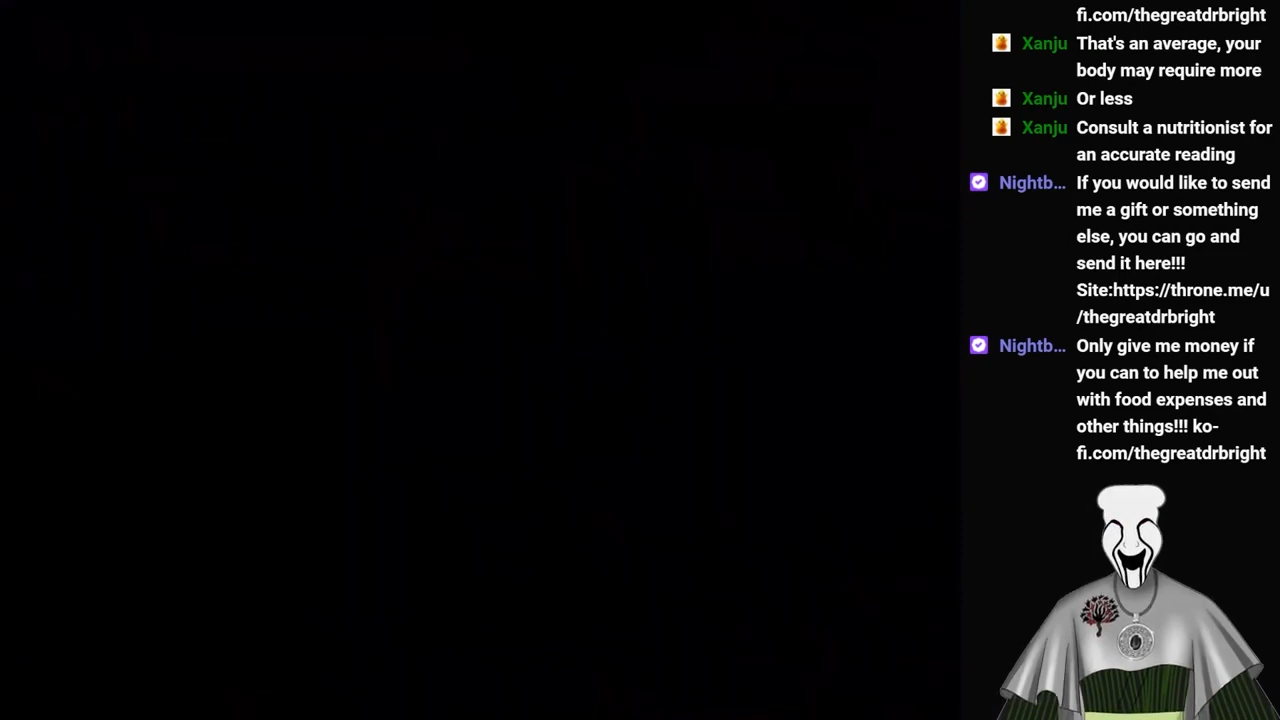 fi.com/thegreatdrbright
Xanju That's an average, your
body may require more
Xanju Or less
Xanju Consult a nutritionist for
an accurate reading
Nightb... If you would like to send
me a gift or something
else, you can go and
send it here!!!
Site:https://throne.me/u
/thegreatdrbright
Nightb... Only give me money if
you can to help me out
with food expenses and
other things!!! ko-
fi.com/thegreatdrbright